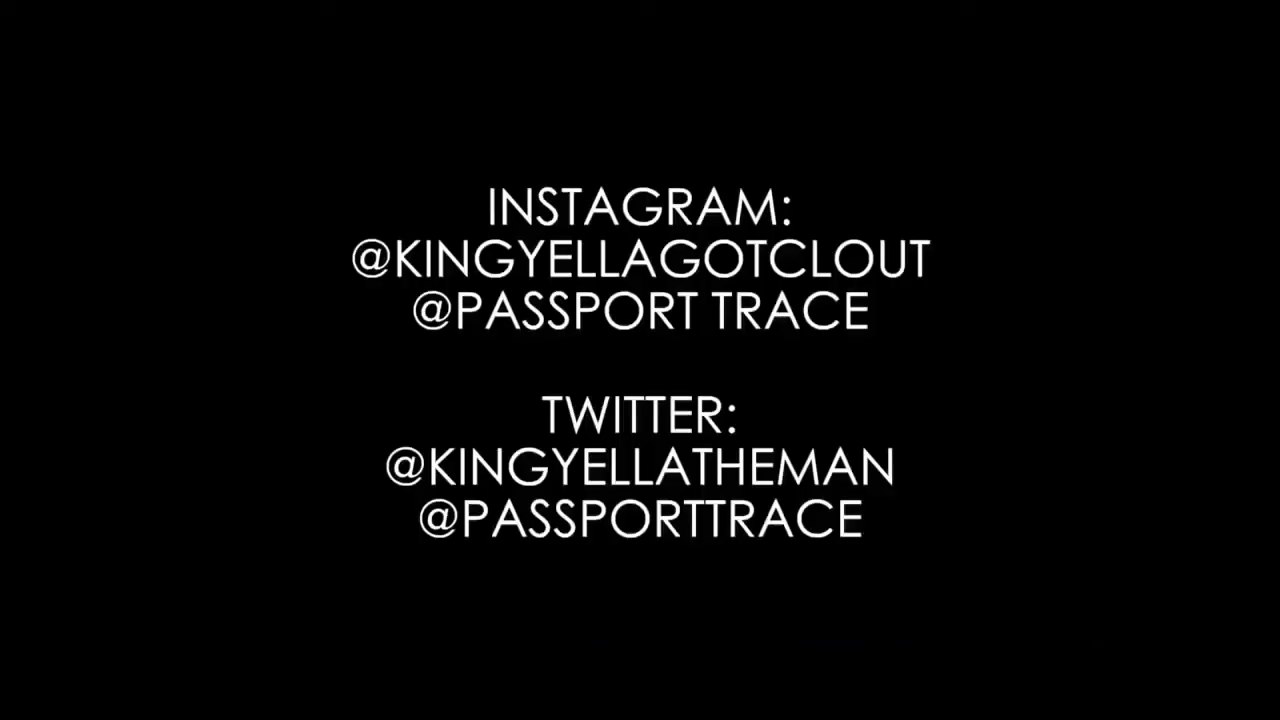 INSTAGRAM:
@KINGYELLAGOTCLOUT
@PASSPORT TRACE
TWITTER:
@KINGYELLATHEMAN
@PASSPORTTRACE